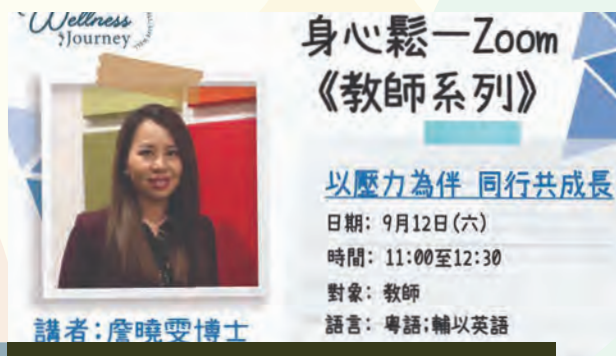 Wellness
Journey
身心鬆一Zoom
《教師系列》
以壓力為伴 同行共成長
日期: 9月12日(六)
時間: 11:00至12:30
對象: 教師
語言: 粵語;輔以英語
講者:詹曉雯博士